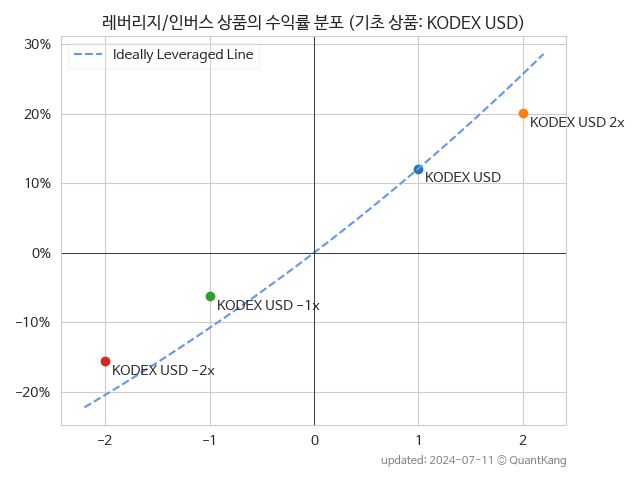 레버리지/인버스 상품의 수익률 분포 (기초 상품: KODEX USD)
30%
Ideally Leveraged Line
20%
KODEX USD 2x
10%
KODEX USD
0%
KODEX USD −1x
−10%
KODEX USD −2x
−20%
−2 −1 0 1 2
updated: 2024-07-11 © QuantKang